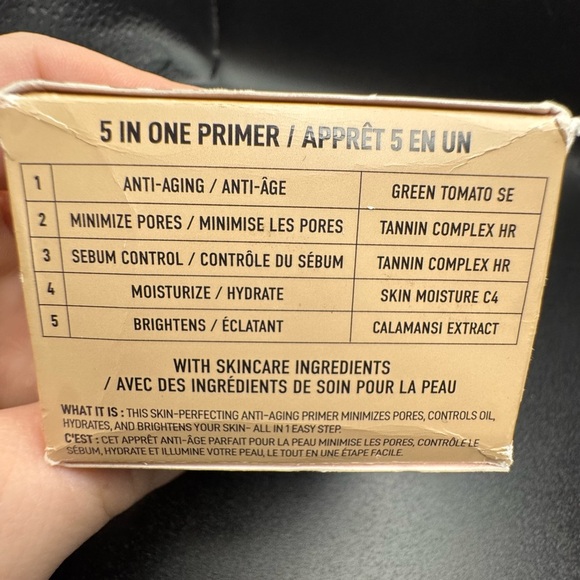 5 IN ONE PRIMER / APPRÊT 5 EN UN
1 ANTI-AGING / ANTI-ÂGE GREEN TOMATO SE
2 MINIMIZE PORES / MINIMISE LES PORES TANNIN COMPLEX HR
3 SEBUM CONTROL / CONTRÔLE DU SÉBUM TANNIN COMPLEX HR
4 MOISTURIZE / HYDRATE SKIN MOISTURE C4
5 BRIGHTENS / ÉCLATANT CALAMANSI EXTRACT
WITH SKINCARE INGREDIENTS
/ AVEC DES INGRÉDIENTS DE SOIN POUR LA PEAU
WHAT IT IS : THIS SKIN-PERFECTING ANTI-AGING PRIMER MINIMIZES PORES, CONTROLS OIL,
HYDRATES, AND BRIGHTENS YOUR SKIN- ALL IN 1 EASY STEP.
C'EST : CET APPRÊT ANTI-ÂGE PARFAIT POUR LA PEAU MINIMISE LES PORES, CONTRÔLE LE
SÉBUM, HYDRATE ET ILLUMINE VOTRE PEAU, LE TOUT EN UNE ÉTAPE FACILE.